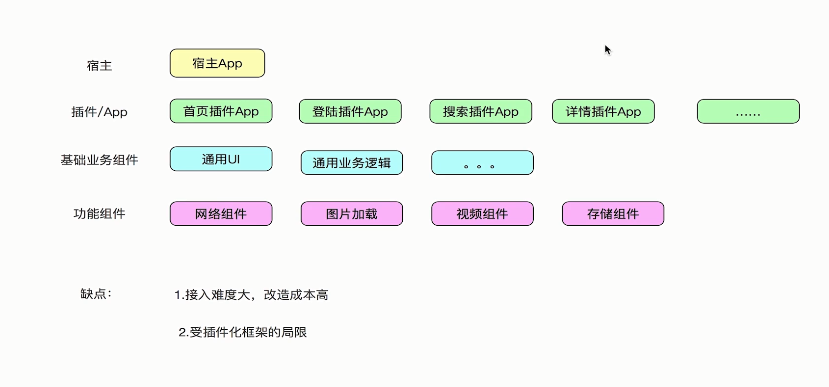 宿主 宿主App
插件/App 首页插件App 登陆插件App 搜索插件App 详情插件App ......
基础业务组件 通用UI 通用业务逻辑 。。。
功能组件 网络组件 图片加载 视频组件 存储组件
缺点： 1.接入难度大，改造成本高
2.受插件化框架的局限